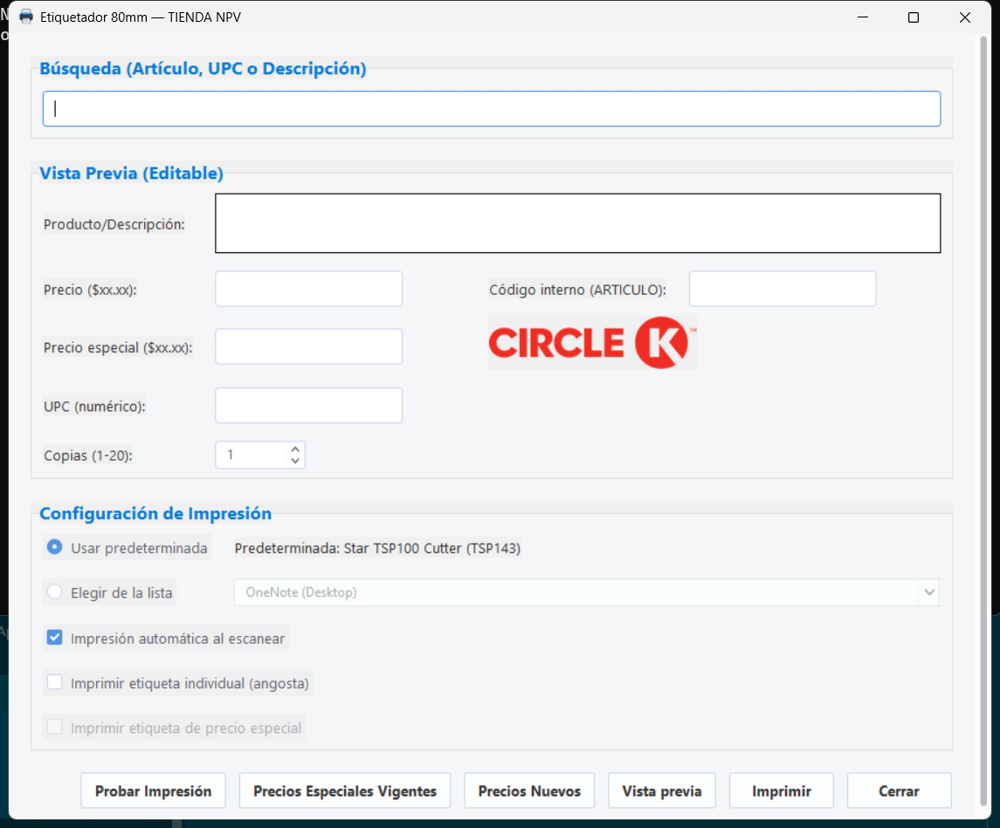 Etiquetador 80mm — TIENDA NPV
Búsqueda (Artículo, UPC o Descripción)
Vista Previa (Editable)
Producto/Descripción:
Precio ($xx.xx):
Código interno (ARTICULO):
CIRCLE K™
Precio especial ($xx.xx):
UPC (numérico):
Copias (1-20):
1
Configuración de Impresión
Usar predeterminada
Predeterminada: Star TSP100 Cutter (TSP143)
Elegir de la lista
OneNote (Desktop)
Impresión automática al escanear
Imprimir etiqueta individual (angosta)
Imprimir etiqueta de precio especial
Probar Impresión
Precios Especiales Vigentes
Precios Nuevos
Vista previa
Imprimir
Cerrar